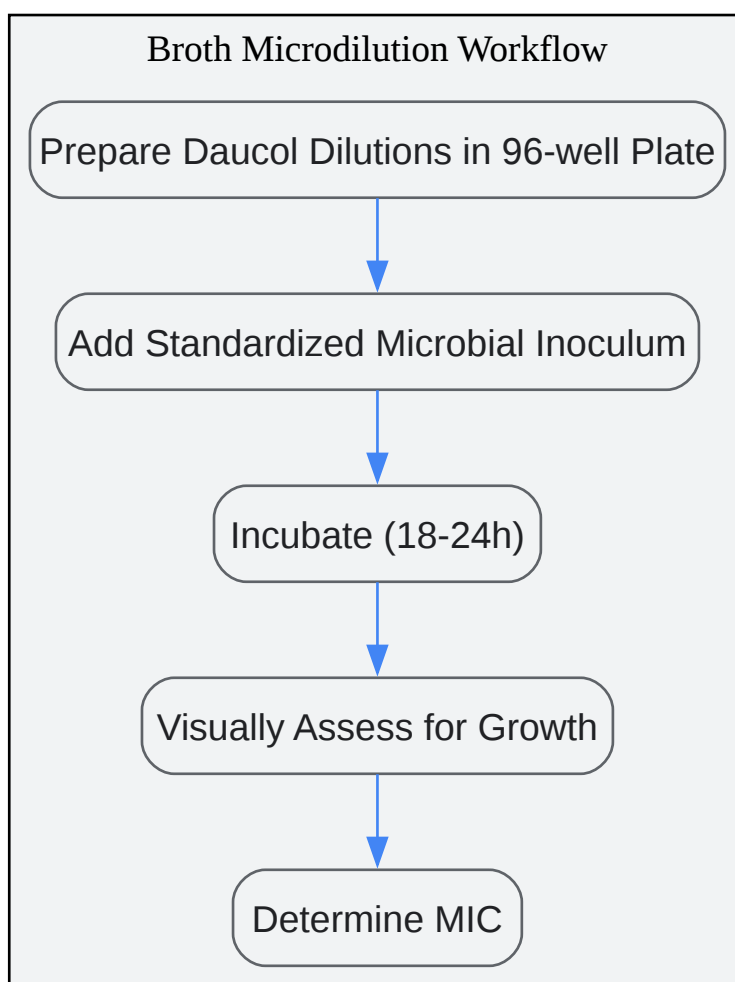 Broth Microdilution Workflow
Prepare Daucol Dilutions in 96-well Plate
Add Standardized Microbial Inoculum
Incubate (18-24h)
Visually Assess for Growth
Determine MIC